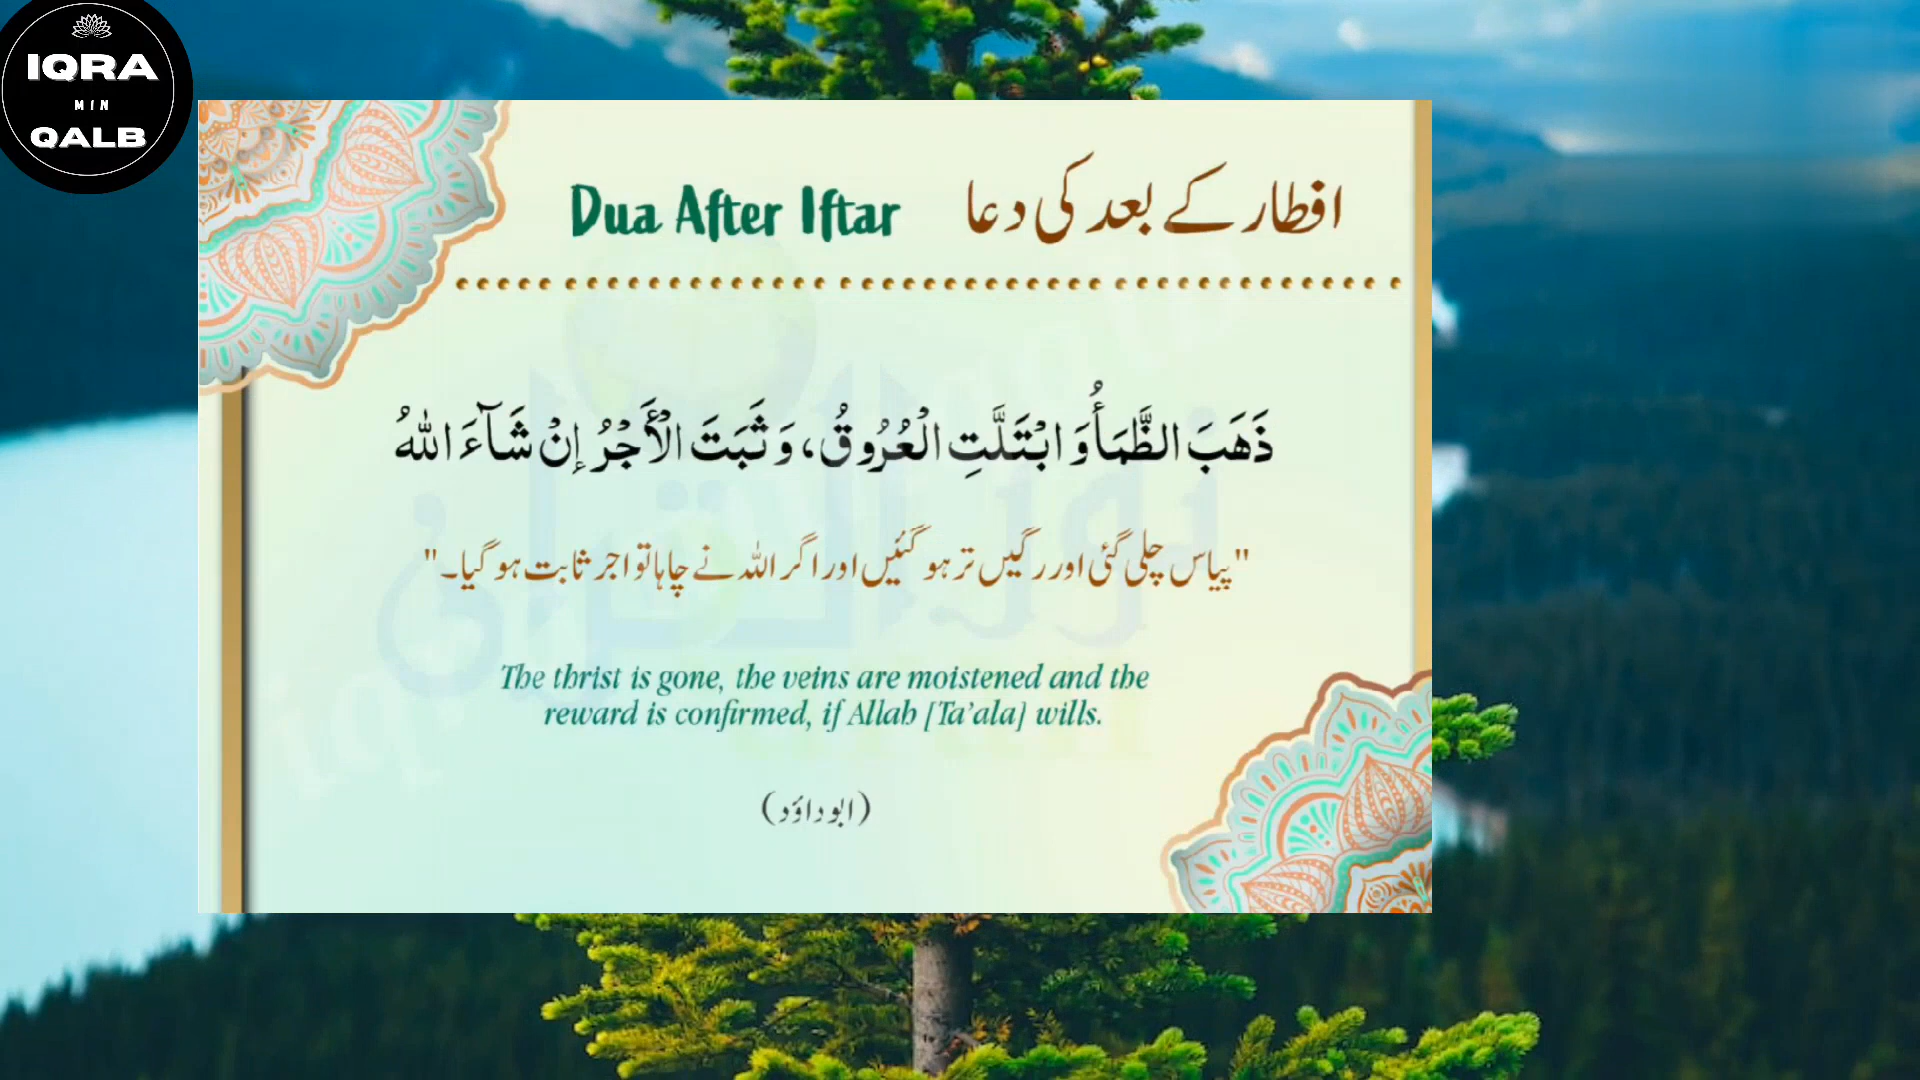 IQRA
MIN
QALB
Dua After Iftar افطار کے بعد کی دعا
ذَهَبَ الظَّمَأُ وَ ابْتَلَّتِ الْعُرُوقُ، وَ ثَبَتَ الْأَجْرُ إِنْ شَآءَ اللهُ
"پیاس چلی گئی اور رگیں تر ہو گئیں اور اگر اللہ نے چاہا تو اجر ثابت ہو گیا۔"
The thrist is gone, the veins are moistened and the
reward is confirmed, if Allah [Ta’ala] wills.
(ابوداؤد)